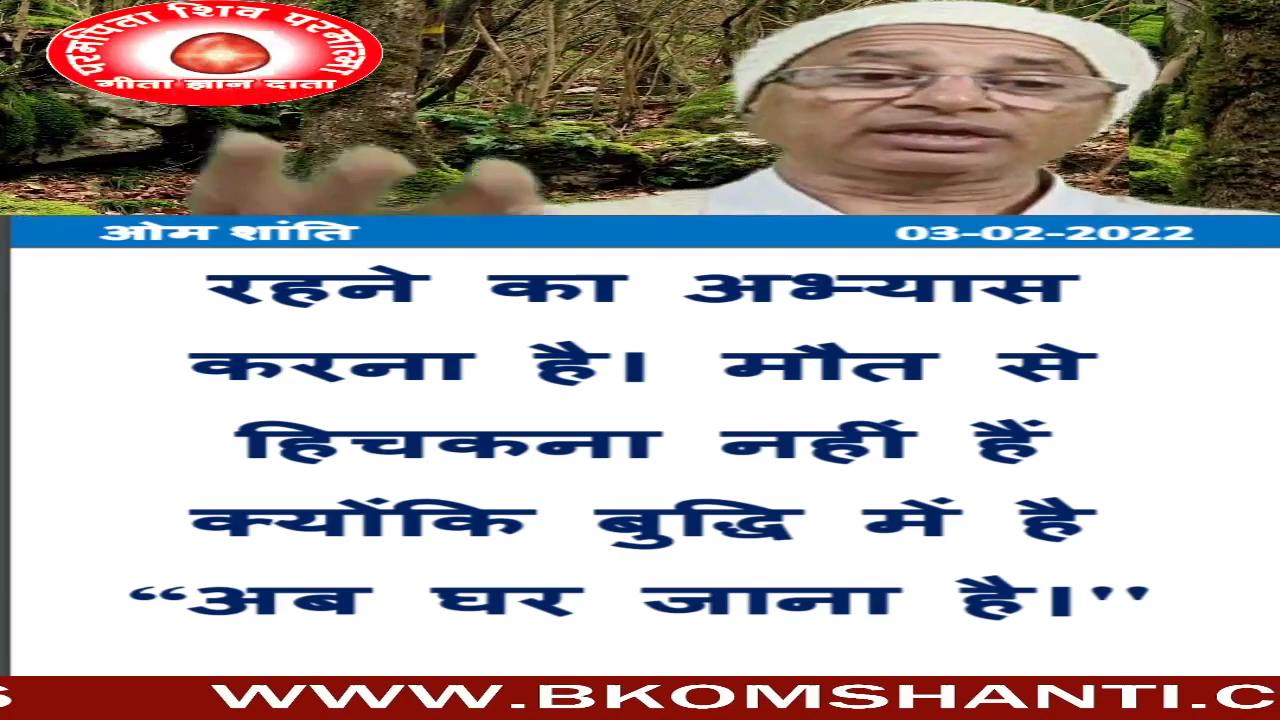 परमपिता शिव परमात्मा
गीता ज्ञान दाता
ओम शांति 03-02-2022
रहने का अभ्यास
करना है। मौत से
हिचकना नहीं हैं
क्योंकि बुद्धि में है
“अब घर जाना है।''
S WWW.BKOMSHANTI.C